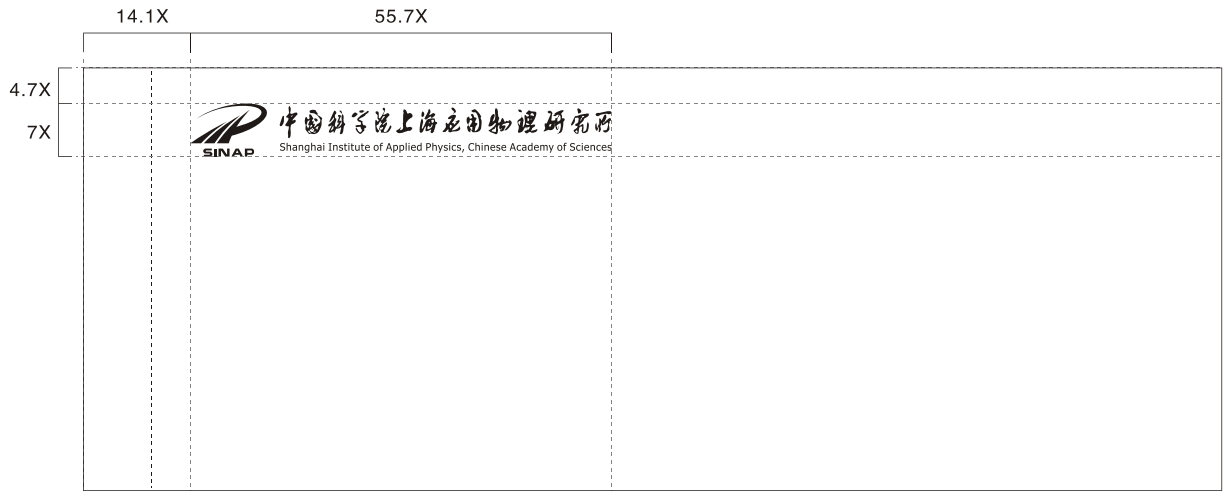 14.1X 55.7X
4.7X
7X
中国科学院上海应用物理研究所
SINAP
Shanghai Institute of Applied Physics, Chinese Academy of Sciences